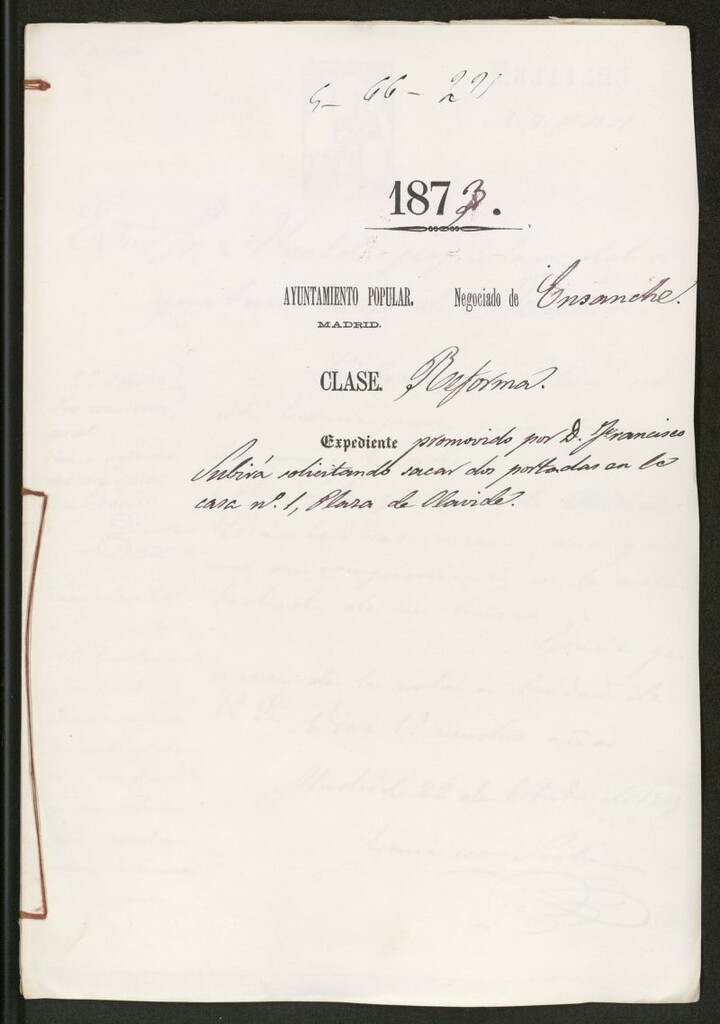 5-66-221
1873.
AYUNTAMIENTO POPULAR. Negociado de Ensanche.
MADRID.
CLASE. Reforma.
Expediente promovido por D. Francisco
Subirá solicitando sacar dos portadas en la
casa nº. 1, Plaza de Olavide.